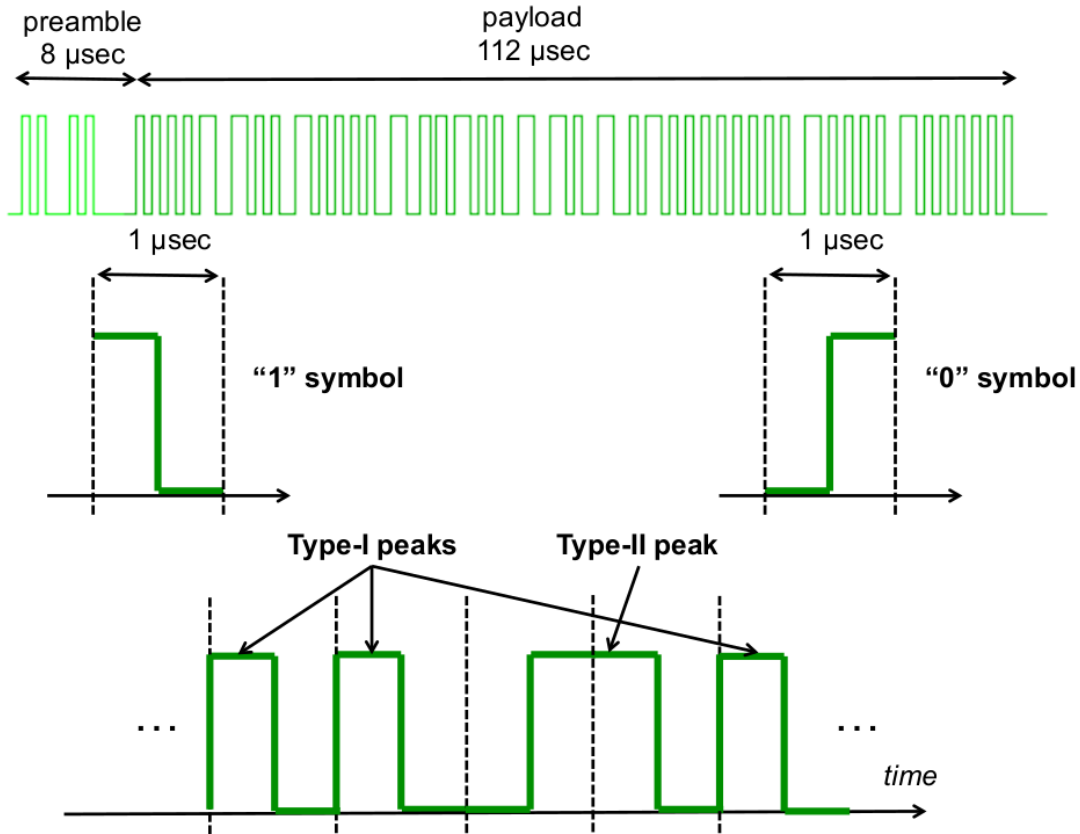 preamble
8 μsec
payload
112 μsec
1 μsec
1 μsec
“1” symbol
“0” symbol
Type-I peaks
Type-II peak
. . .
. . .
time